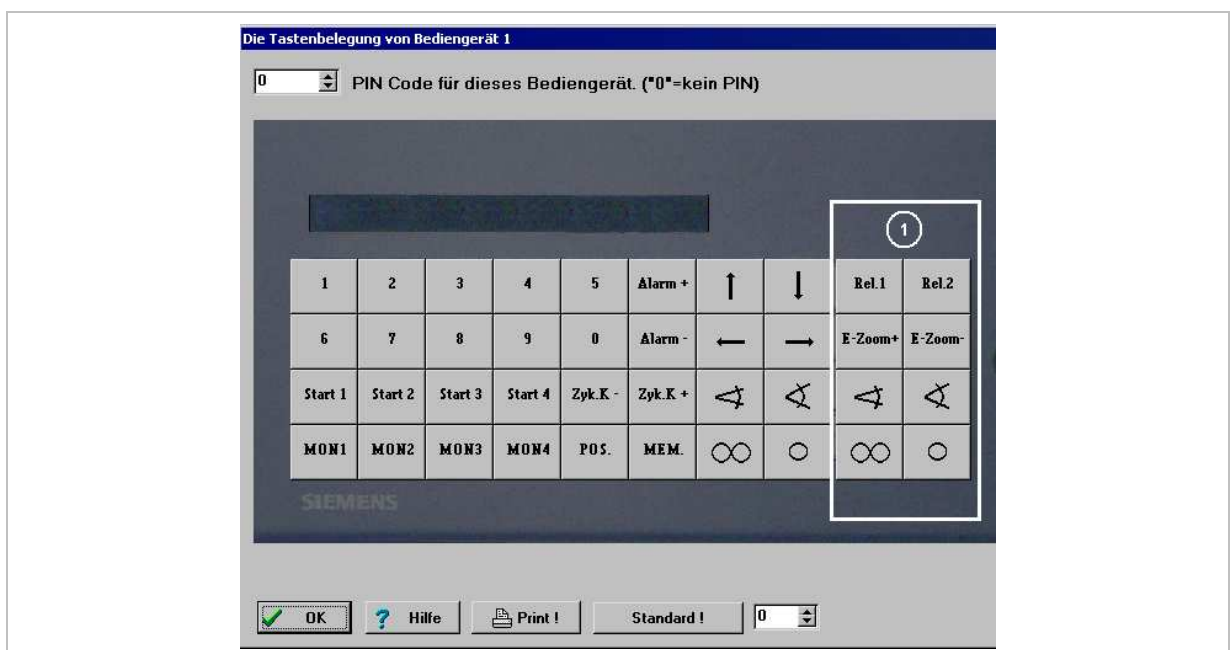 Die Tastenbelegung von Bediengerät 1
0 PIN Code für dieses Bediengerät. ("0"=kein PIN)
1
1 2 3 4 5 Alarm + ↑ ↓ Rel.1 Rel.2
6 7 8 9 0 Alarm - ← → E-Zoom+ E-Zoom-
Start 1 Start 2 Start 3 Start 4 Zyk.K - Zyk.K +
MON1 MON2 MON3 MON4 POS. MEM.
SIEMENS
OK ? Hilfe Print ! Standard ! 0